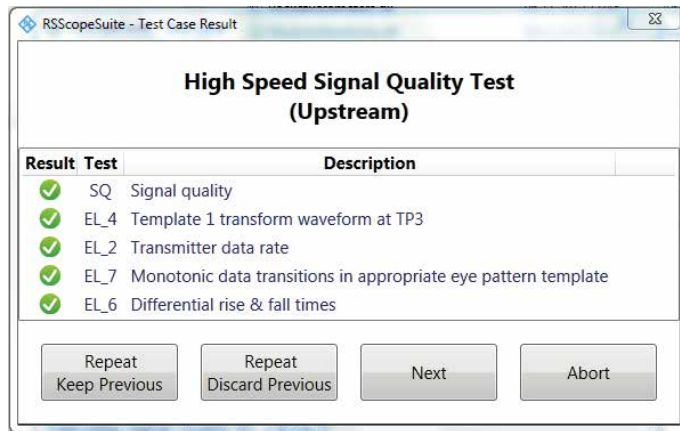 RSScopeSuite - Test Case Result
High Speed Signal Quality Test
(Upstream)
Result Test Description
SQ Signal quality
EL_4 Template 1 transform waveform at TP3
EL_2 Transmitter data rate
EL_7 Monotonic data transitions in appropriate eye pattern template
EL_6 Differential rise & fall times
Repeat
Keep Previous
Repeat
Discard Previous
Next
Abort